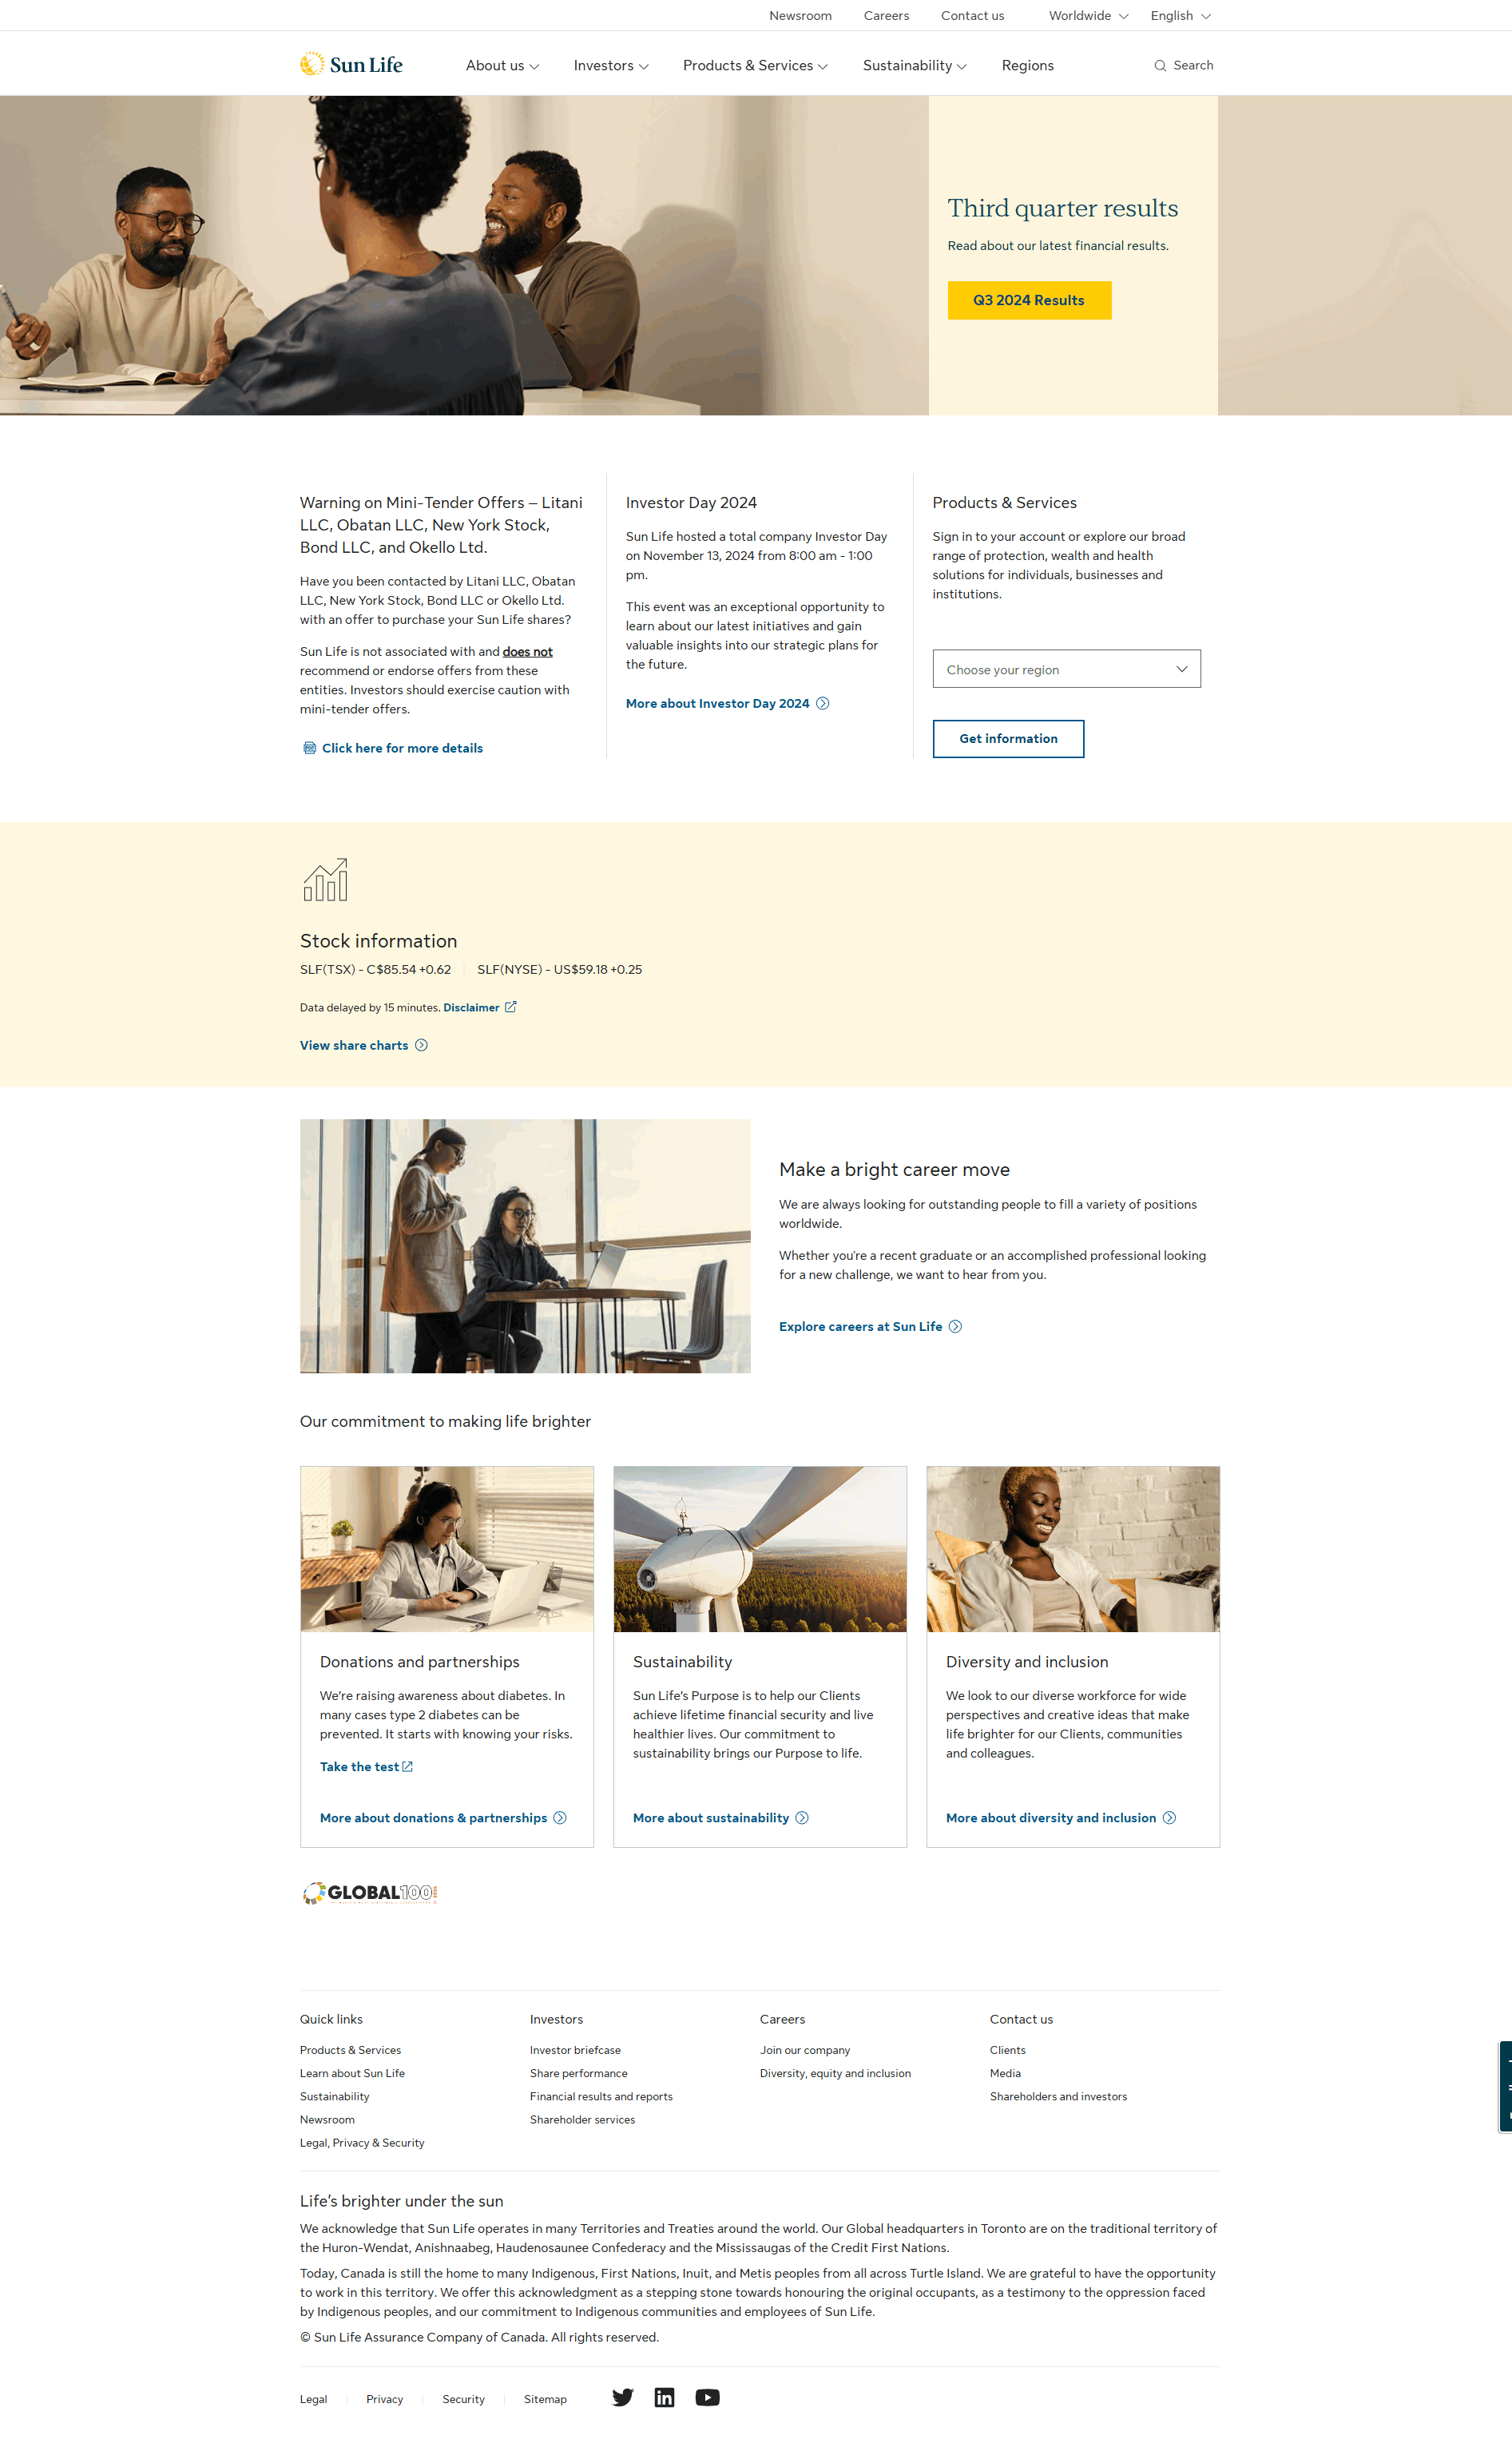 Newsroom Careers Contact us Worldwide English
Sun Life About us Investors Products & Services Sustainability Regions Search
Third quarter results
Read about our latest financial results.
Q3 2024 Results
Warning on Mini-Tender Offers – Litani
LLC, Obatan LLC, New York Stock,
Bond LLC, and Okello Ltd.
Have you been contacted by Litani LLC, Obatan
LLC, New York Stock, Bond LLC or Okello Ltd.
with an offer to purchase your Sun Life shares?
Sun Life is not associated with and does not
recommend or endorse offers from these
entities. Investors should exercise caution with
mini-tender offers.
Click here for more details
Investor Day 2024
Sun Life hosted a total company Investor Day
on November 13, 2024 from 8:00 am - 1:00
pm.
This event was an exceptional opportunity to
learn about our latest initiatives and gain
valuable insights into our strategic plans for
the future.
More about Investor Day 2024
Products & Services
Sign in to your account or explore our broad
range of protection, wealth and health
solutions for individuals, businesses and
institutions.
Choose your region
Get information
Stock information
SLF(TSX) - C$85.54 +0.62 SLF(NYSE) - US$59.18 +0.25
Data delayed by 15 minutes. Disclaimer
View share charts
Make a bright career move
We are always looking for outstanding people to fill a variety of positions
worldwide.
Whether you're a recent graduate or an accomplished professional looking
for a new challenge, we want to hear from you.
Explore careers at Sun Life
Our commitment to making life brighter
Donations and partnerships
We're raising awareness about diabetes. In
many cases type 2 diabetes can be
prevented. It starts with knowing your risks.
Take the test
More about donations & partnerships
Sustainability
Sun Life's Purpose is to help our Clients
achieve lifetime financial security and live
healthier lives. Our commitment to
sustainability brings our Purpose to life.
More about sustainability
Diversity and inclusion
We look to our diverse workforce for wide
perspectives and creative ideas that make
life brighter for our Clients, communities
and colleagues.
More about diversity and inclusion
GLOBAL100
Quick links
Products & Services
Learn about Sun Life
Sustainability
Newsroom
Legal, Privacy & Security
Investors
Investor briefcase
Share performance
Financial results and reports
Shareholder services
Careers
Join our company
Diversity, equity and inclusion
Contact us
Clients
Media
Shareholders and investors
Life's brighter under the sun
We acknowledge that Sun Life operates in many Territories and Treaties around the world. Our Global headquarters in Toronto are on the traditional territory of
the Huron-Wendat, Anishnaabeg, Haudenosaunee Confederacy and the Mississaugas of the Credit First Nations.
Today, Canada is still the home to many Indigenous, First Nations, Inuit, and Metis peoples from all across Turtle Island. We are grateful to have the opportunity
to work in this territory. We offer this acknowledgment as a stepping stone towards honouring the original occupants, as a testimony to the oppression faced
by Indigenous peoples, and our commitment to Indigenous communities and employees of Sun Life.
© Sun Life Assurance Company of Canada. All rights reserved.
Legal Privacy Security Sitemap